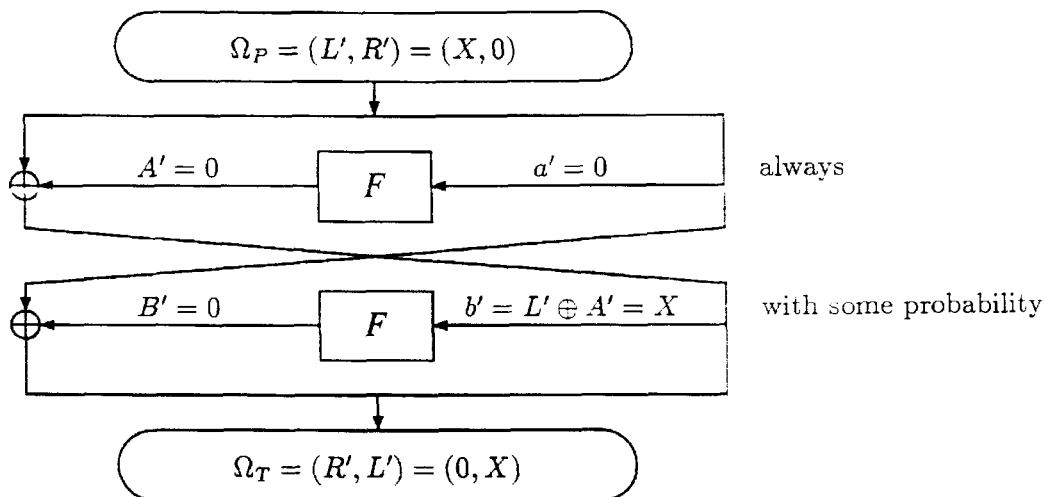 Ω_P = (L′, R′) = (X, 0)
A′ = 0
F
a′ = 0
always
B′ = 0
F
b′ = L′ ⊕ A′ = X
with some probability
Ω_T = (R′, L′) = (0, X)